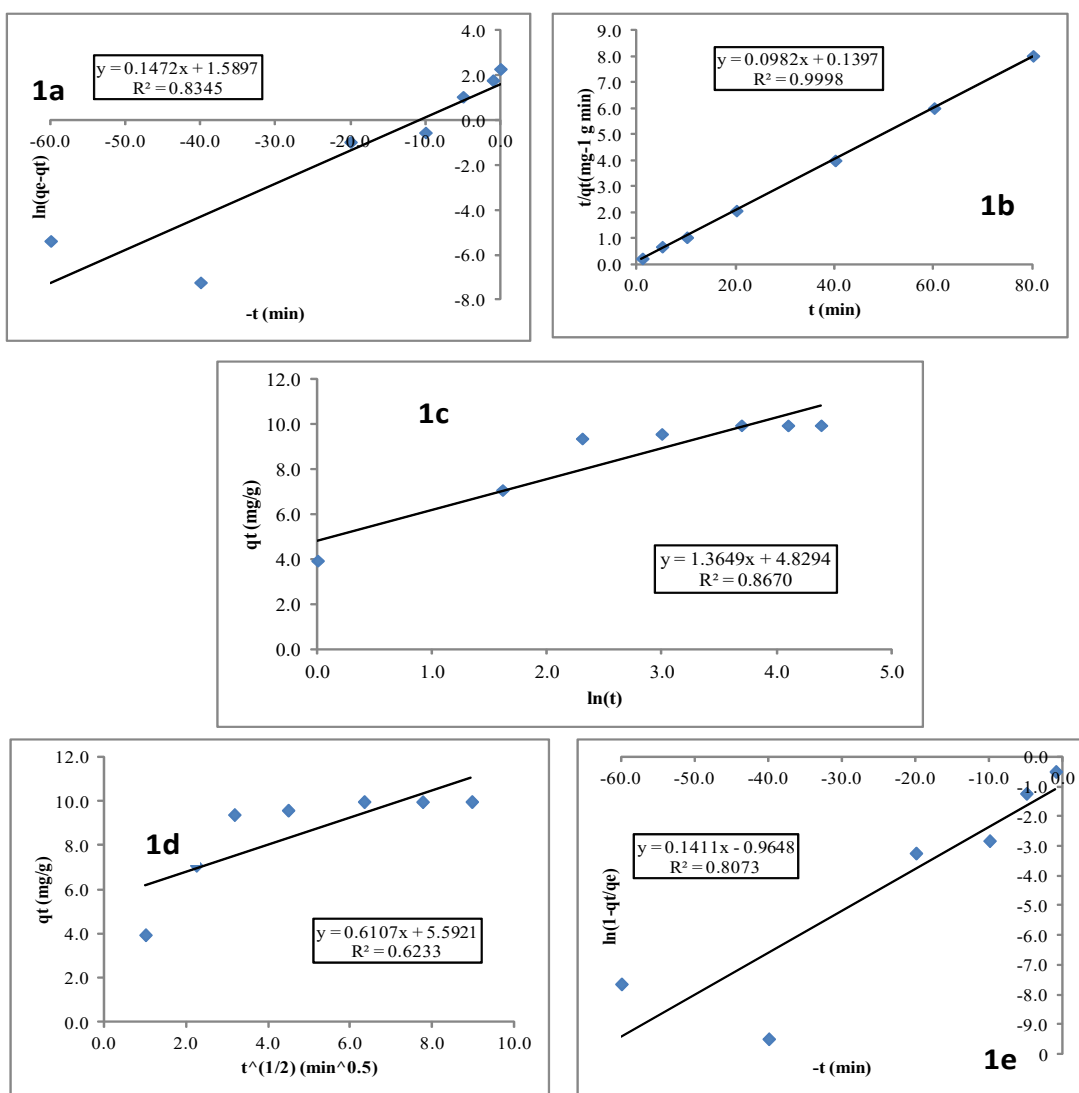 1a
y = 0.1472x + 1.5897
R² = 0.8345
4.0
2.0
0.0
-2.0
-4.0
-6.0
-8.0
-60.0 -50.0 -40.0 -30.0 -20.0 -10.0 0.0
ln(qe-qt)
-t (min)
9.0
8.0
7.0
6.0
5.0
4.0
3.0
2.0
1.0
0.0
t/qt(mg-1 g min)
y = 0.0982x + 0.1397
R² = 0.9998
1b
0.0 20.0 40.0 60.0 80.0
t (min)
12.0
10.0
8.0
6.0
4.0
2.0
0.0
qt (mg/g)
1c
y = 1.3649x + 4.8294
R² = 0.8670
0.0 1.0 2.0 3.0 4.0 5.0
ln(t)
12.0
10.0
8.0
6.0
4.0
2.0
0.0
qt (mg/g)
1d
y = 0.6107x + 5.5921
R² = 0.6233
0.0 2.0 4.0 6.0 8.0 10.0
t^(1/2) (min^0.5)
-60.0 -50.0 -40.0 -30.0 -20.0 -10.0 0.0
0.0
-1.0
-2.0
-3.0
-4.0
-5.0
-6.0
-7.0
-8.0
-9.0
0
ln(1-qt/qe)
y = 0.1411x - 0.9648
R² = 0.8073
-t (min)
1e